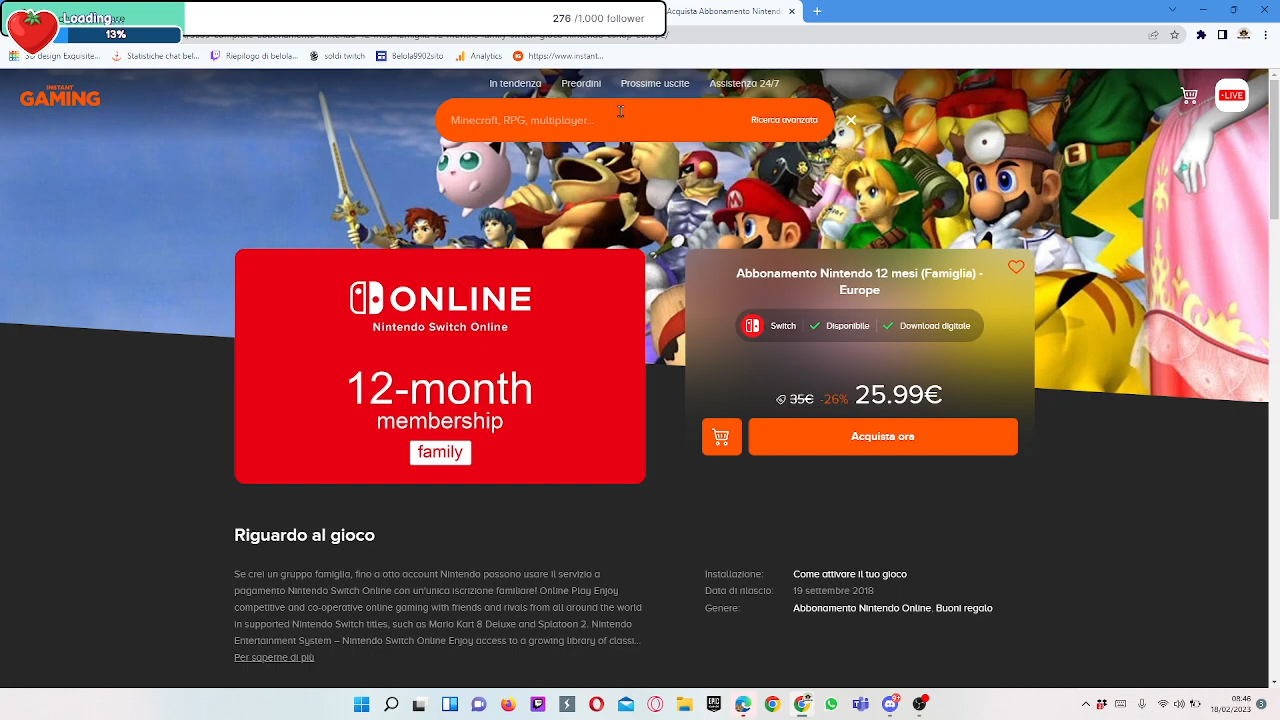 Loading
13%
276 /1.000 follower
Acquista Abbonamento Nintendo
3D design Exquisite...
Statistiche chat bel...
Riepilogo di belola...
soldi twitch
Belola9902sito
Analytics
https://www.instant...
INSTANT
GAMING
In tendenza
Preordini
Prossime uscite
Assistenza 24/7
LIVE
Minecraft, RPG, multiplayer...
Ricerca avanzata
ONLINE
Nintendo Switch Online
12-month
membership
family
Abbonamento Nintendo 12 mesi (Famiglia) -
Europe
Switch
Disponibile
Download digitale
35€ -26% 25.99€
Acquista ora
Riguardo al gioco
Se crei un gruppo famiglia, fino a otto account Nintendo possono usare il servizio a
pagamento Nintendo Switch Online con un'unica iscrizione familiare! Online Play Enjoy
competitive and co-operative online gaming with friends and rivals from all around the world
in supported Nintendo Switch titles, such as Mario Kart 8 Deluxe and Splatoon 2. Nintendo
Entertainment System – Nintendo Switch Online Enjoy access to a growing library of classi...
Per saperne di più
Installazione: Come attivare il tuo gioco
Data di rilascio: 19 settembre 2018
Genere: Abbonamento Nintendo Online, Buoni regalo
EPIC
08:46
18/02/2023